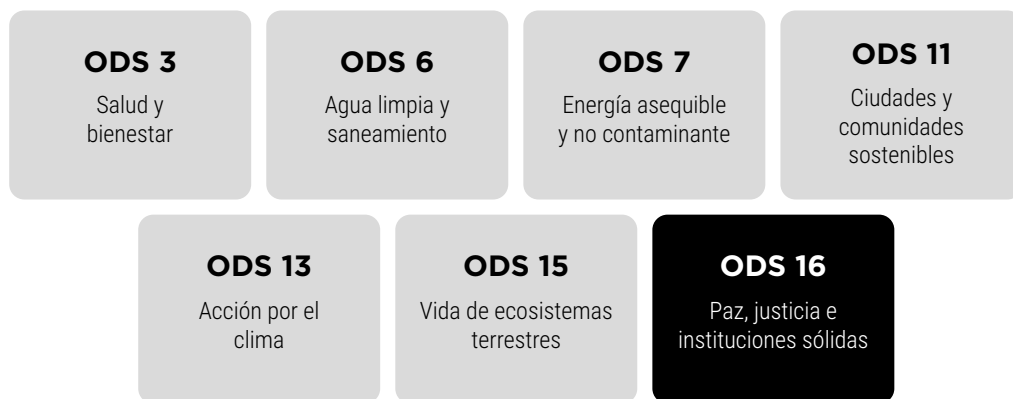 ODS 3
Salud y
bienestar
ODS 6
Agua limpia y
saneamiento
ODS 7
Energía asequible
y no contaminante
ODS 11
Ciudades y
comunidades
sostenibles
ODS 13
Acción por el
clima
ODS 15
Vida de ecosistemas
terrestres
ODS 16
Paz, justicia e
instituciones sólidas